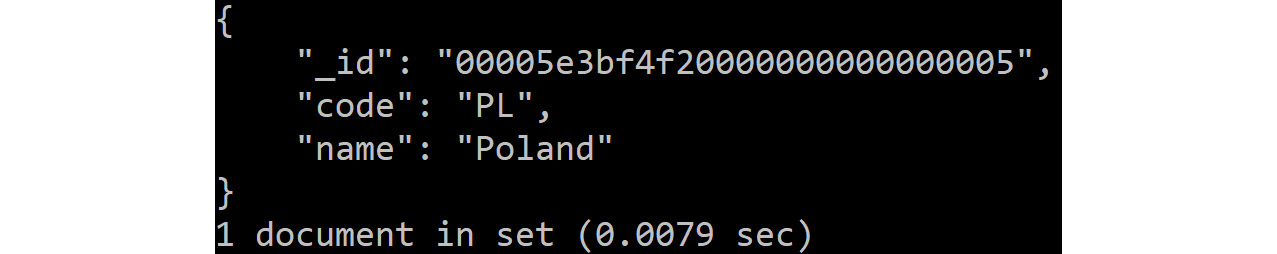 {
    "_id": "00005e3bf4f20000000000000005",
    "code": "PL",
    "name": "Poland"
}
1 document in set (0.0079 sec)